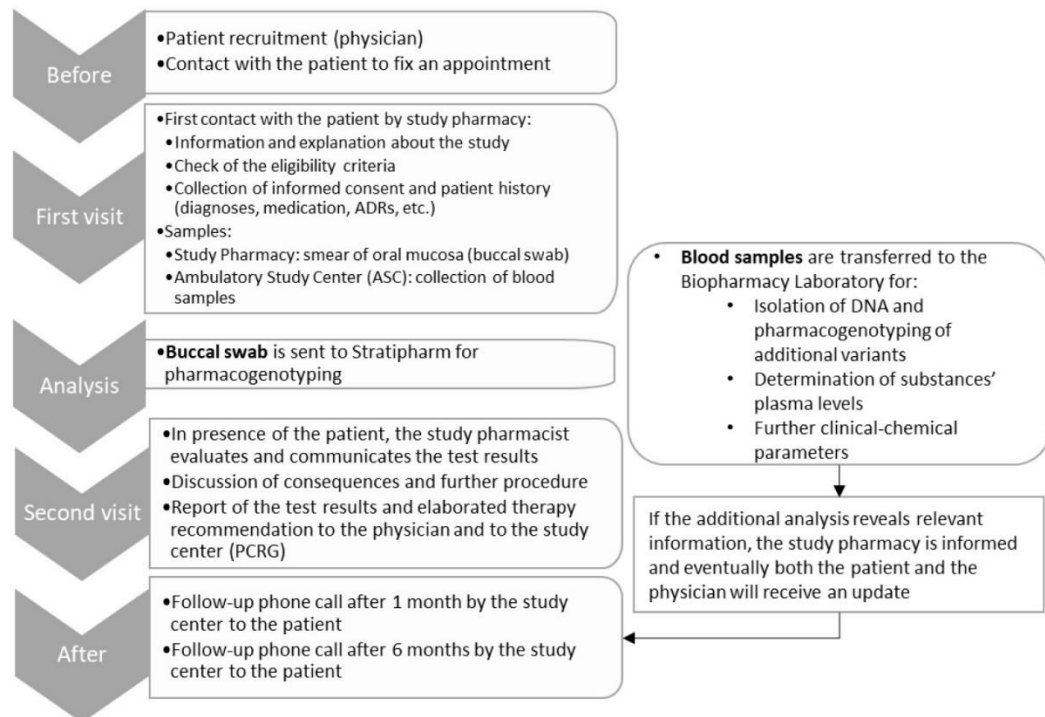 Before
•Patient recruitment (physician)
•Contact with the patient to fix an appointment
First visit
•First contact with the patient by study pharmacy:
•Information and explanation about the study
•Check of the eligibility criteria
•Collection of informed consent and patient history
(diagnoses, medication, ADRs, etc.)
•Samples:
•Study Pharmacy: smear of oral mucosa (buccal swab)
•Ambulatory Study Center (ASC): collection of blood
samples
Analysis
•Buccal swab is sent to Stratipharm for
pharmacogenotyping
Second visit
•In presence of the patient, the study pharmacist
evaluates and communicates the test results
•Discussion of consequences and further procedure
•Report of the test results and elaborated therapy
recommendation to the physician and to the study
center (PCRG)
After
•Follow-up phone call after 1 month by the study
center to the patient
•Follow-up phone call after 6 months by the study
center to the patient
• Blood samples are transferred to the
Biopharmacy Laboratory for:
• Isolation of DNA and
pharmacogenotyping of
additional variants
• Determination of substances’
plasma levels
• Further clinical-chemical
parameters
If the additional analysis reveals relevant
information, the study pharmacy is informed
and eventually both the patient and the
physician will receive an update